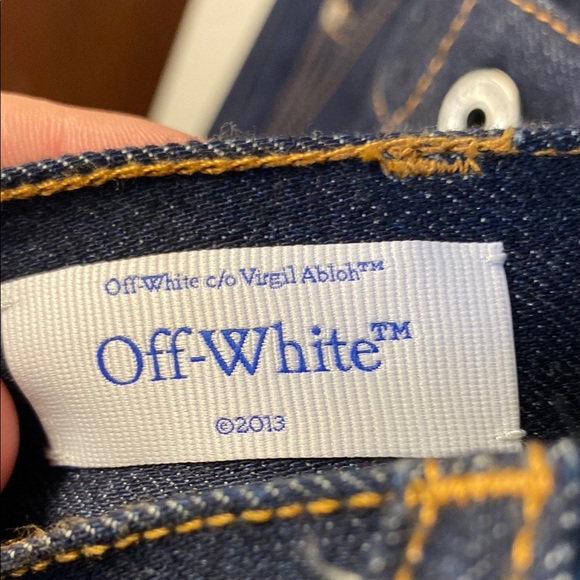 Off-White c/o Virgil Abloh™
Off-White™
©2013